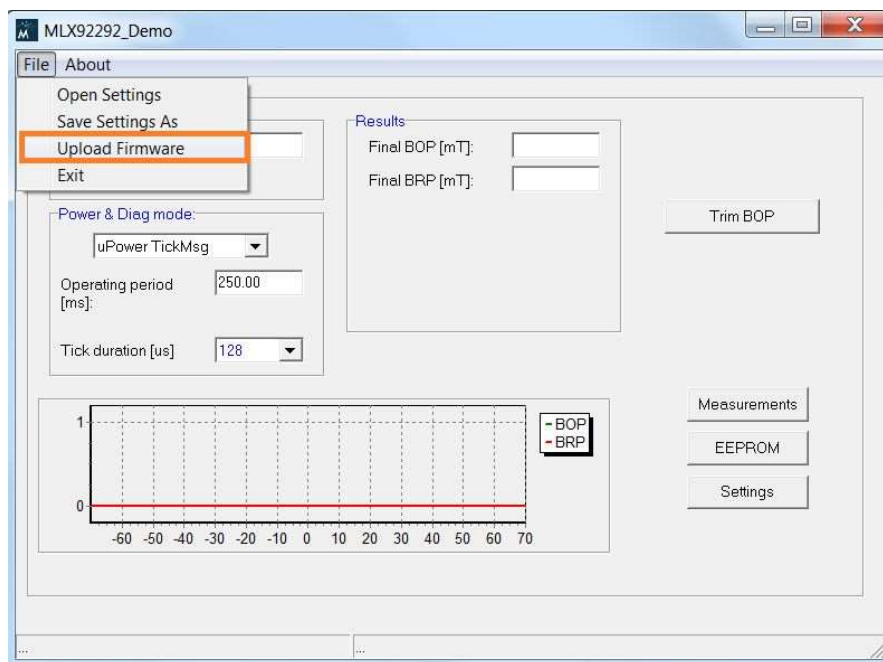 MLX92292_Demo
File About
Open Settings
Save Settings As
Upload Firmware
Exit
Results
Final BOP [mT]:
Final BRP [mT]:
Power & Diag mode:
uPower TickMsg
Operating period
[ms]:
250.00
Tick duration [us]
128
Trim BOP
1
0
-60 -50 -40 -30 -20 -10 0 10 20 30 40 50 60 70
BOP
BRP
Measurements
EEPROM
Settings
...
...